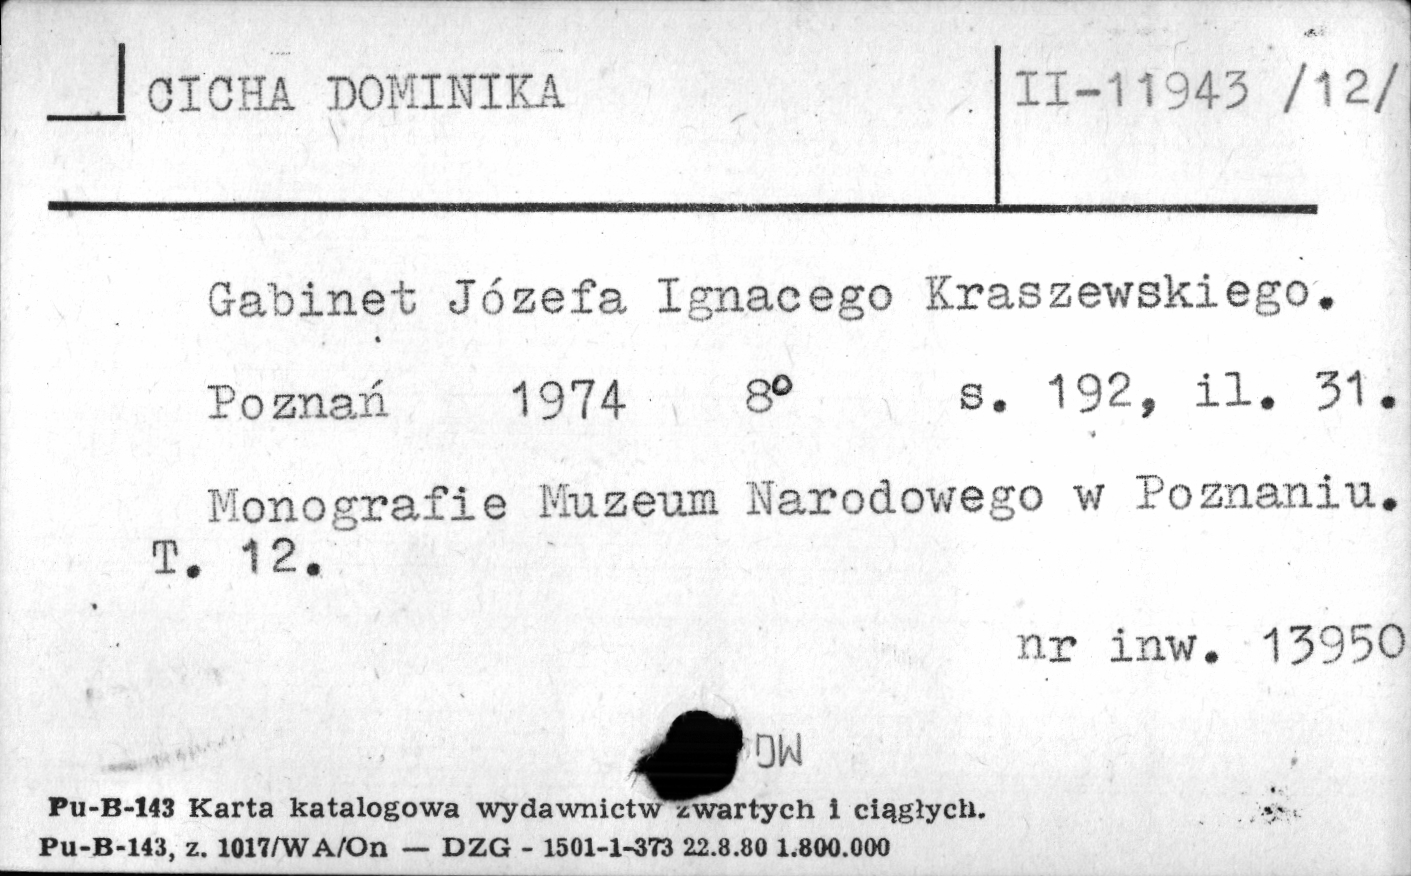 CICHA DOMINIKA II-11943 /12/
Gabinet Józefa Ignacego Kraszewskiego.
Poznań 1974 8º s. 192, il. 31.
Monografie Muzeum Narodowego w Poznaniu.
T. 12.
nr inw. 13950
DW
Pu-B-143 Karta katalogowa wydawnictw zwartych i ciągłych.
Pu-B-143, z. 1017/WA/On — DZG - 1501-1-373 22.8.80 1.800.000